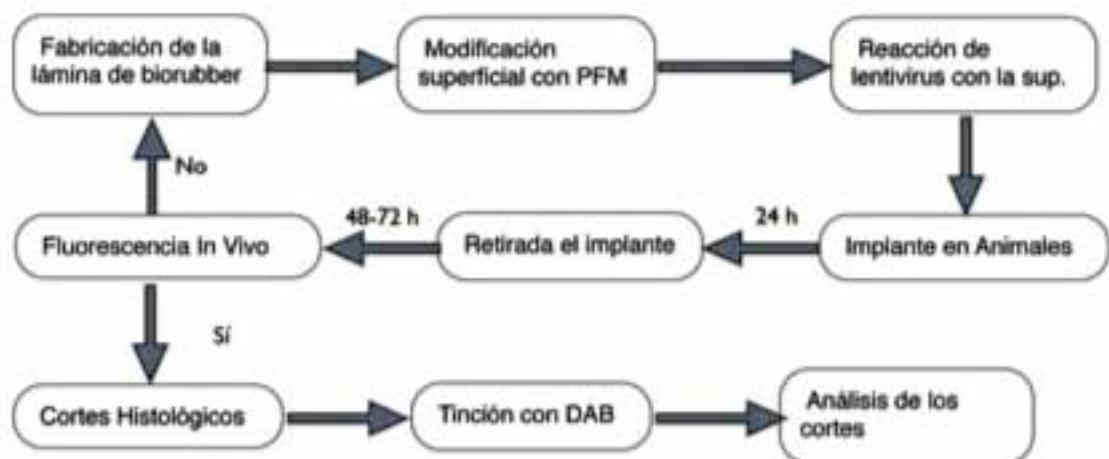 Fabricación de la
lámina de biorubber
Modificación
superficial con PFM
Reacción de
lentivirus con la sup.
No
48-72 h
24 h
Fluorescencia In Vivo
Retirada el implante
Implante en Animales
Sí
Cortes Histológicos
Tinción con DAB
Análisis de los
cortes